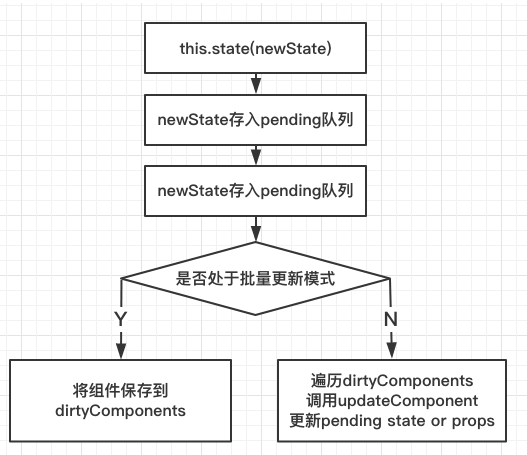 this.state(newState)
newState存入pending队列
newState存入pending队列
是否处于批量更新模式
Y
N
将组件保存到
dirtyComponents
遍历dirtyComponents
调用updateComponent
更新pending state or props